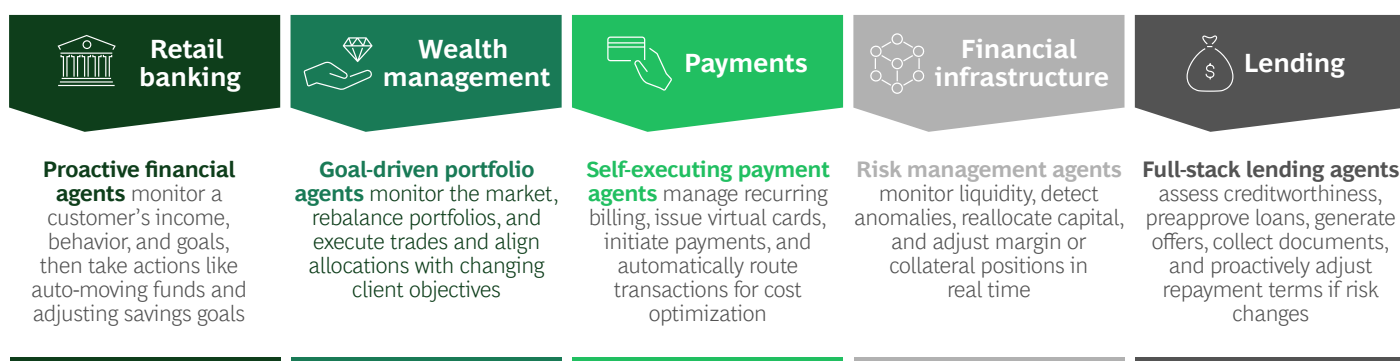 Retail
banking
Wealth
management
Payments
Financial
infrastructure
$
Lending
Proactive financial
agents monitor a
customer's income,
behavior, and goals,
then take actions like
auto-moving funds and
adjusting savings goals
Goal-driven portfolio
agents monitor the market,
rebalance portfolios, and
execute trades and align
allocations with changing
client objectives
Self-executing payment
agents manage recurring
billing, issue virtual cards,
initiate payments, and
automatically route
transactions for cost
optimization
Risk management agents
monitor liquidity, detect
anomalies, reallocate capital,
and adjust margin or
collateral positions in
real time
Full-stack lending agents
assess creditworthiness,
preapprove loans, generate
offers, collect documents,
and proactively adjust
repayment terms if risk
changes